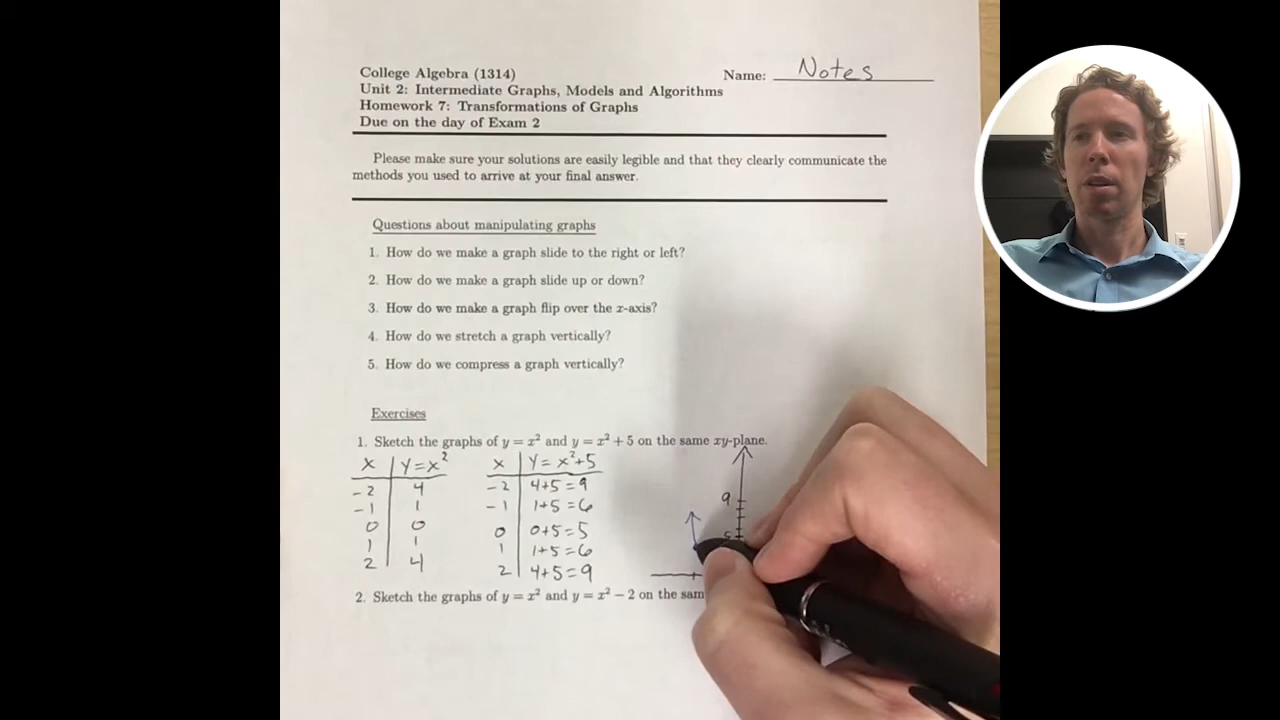 College Algebra (1314)
Name: Notes
Unit 2: Intermediate Graphs, Models and Algorithms
Homework 7: Transformations of Graphs
Due on the day of Exam 2
Please make sure your solutions are easily legible and that they clearly communicate the
methods you used to arrive at your final answer.
Questions about manipulating graphs
1. How do we make a graph slide to the right or left?
2. How do we make a graph slide up or down?
3. How do we make a graph flip over the x-axis?
4. How do we stretch a graph vertically?
5. How do we compress a graph vertically?
Exercises
1. Sketch the graphs of y = x² and y = x² + 5 on the same xy-plane.
x y=x²
-2 4
-1 1
0 0
1 1
2 4
x y= x²+5
-2 4+5=9
-1 1+5=6
0 0+5=5
1 1+5=6
2 4+5=9
9
5
2. Sketch the graphs of y = x² and y = x² − 2 on the sam